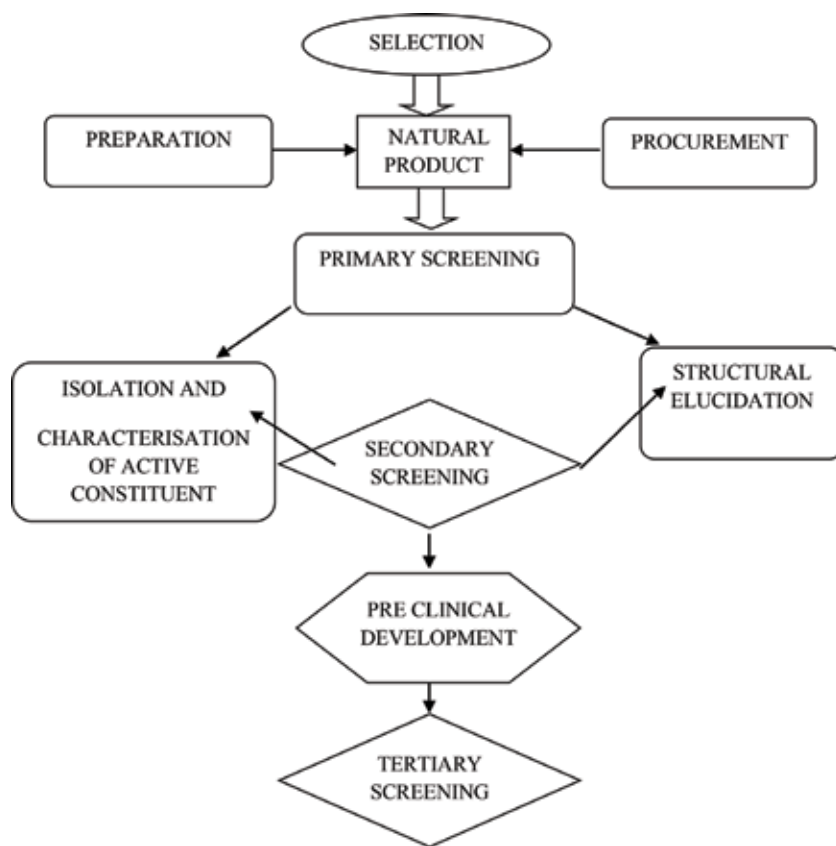 SELECTION
PREPARATION
NATURAL
PRODUCT
PROCUREMENT
PRIMARY SCREENING
ISOLATION AND
CHARACTERISATION
OF ACTIVE
CONSTITUENT
SECONDARY
SCREENING
STRUCTURAL
ELUCIDATION
PRE CLINICAL
DEVELOPMENT
TERTIARY
SCREENING